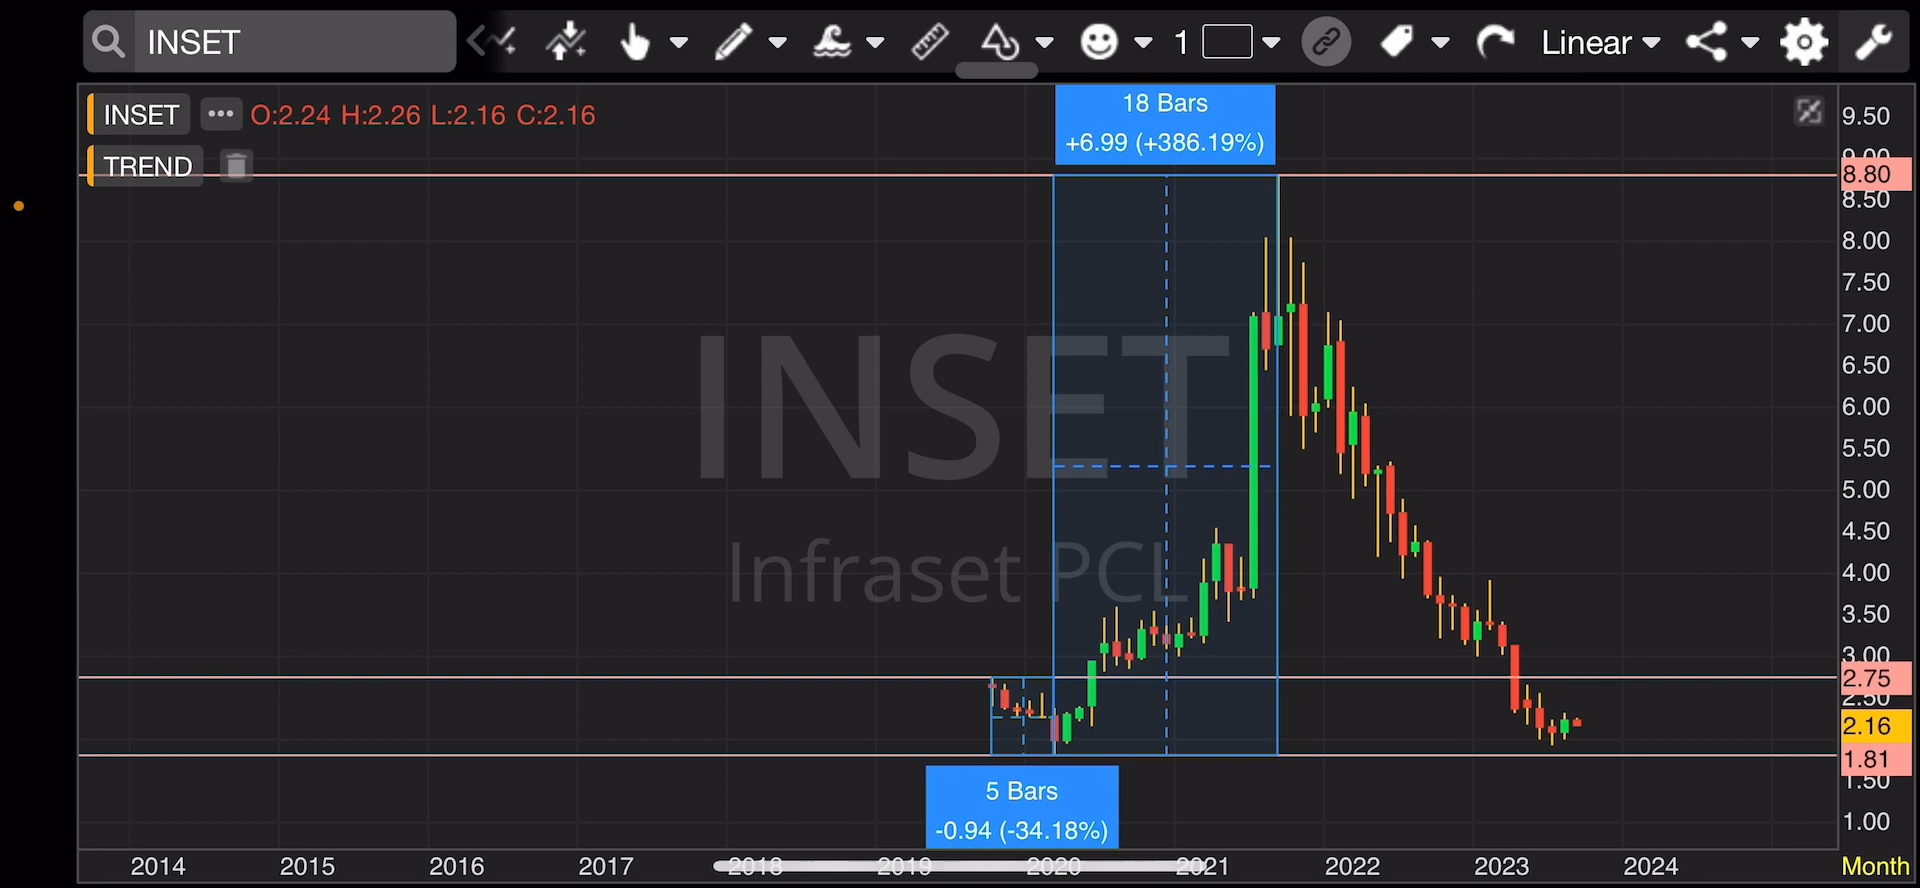 INSET
1
Linear
INSET
O:2.24 H:2.26 L:2.16 C:2.16
TREND
18 Bars
+6.99 (+386.19%)
INSET
Infraset PCL
5 Bars
-0.94 (-34.18%)
9.50
9.00
8.80
8.50
8.00
7.50
7.00
6.50
6.00
5.50
5.00
4.50
4.00
3.50
3.00
2.75
2.50
2.16
1.81
1.50
1.00
2014 2015 2016 2017 2018 2019 2020 2021 2022 2023 2024 Month